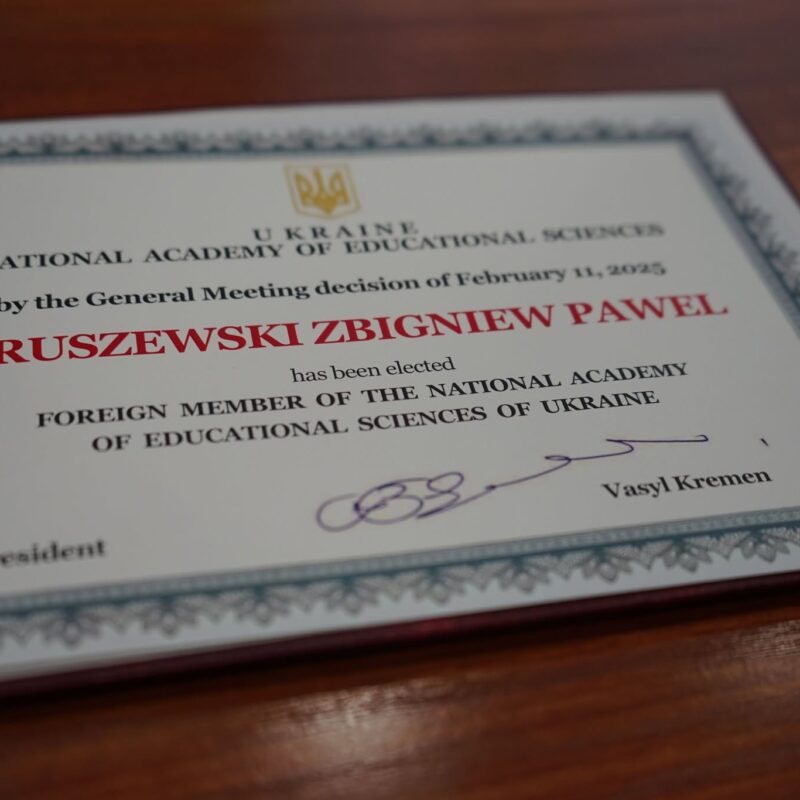 UKRAINE
ATIONAL ACADEMY OF EDUCATIONAL SCIENCES
by the General Meeting decision of February 11, 2025
RUSZEWSKI ZBIGNIEW PAWEL
has been elected
FOREIGN MEMBER OF THE NATIONAL ACADEMY
OF EDUCATIONAL SCIENCES OF UKRAINE
Vasyl Kremen
esident